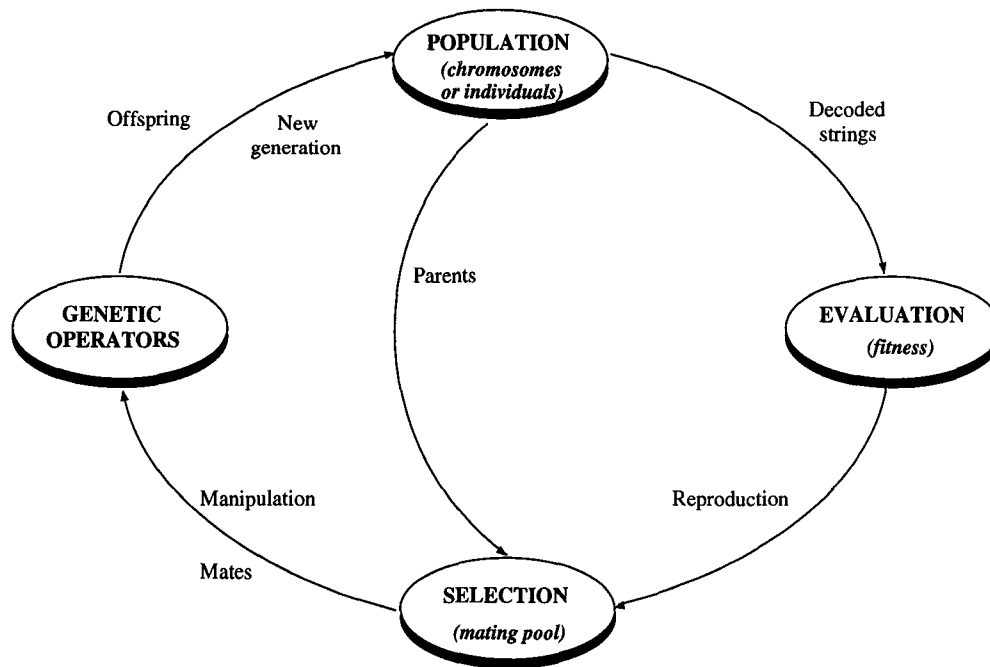 POPULATION
(chromosomes
or individuals)
Offspring
New
generation
Decoded
strings
Parents
GENETIC
OPERATORS
EVALUATION
(fitness)
Manipulation
Mates
Reproduction
SELECTION
(mating pool)